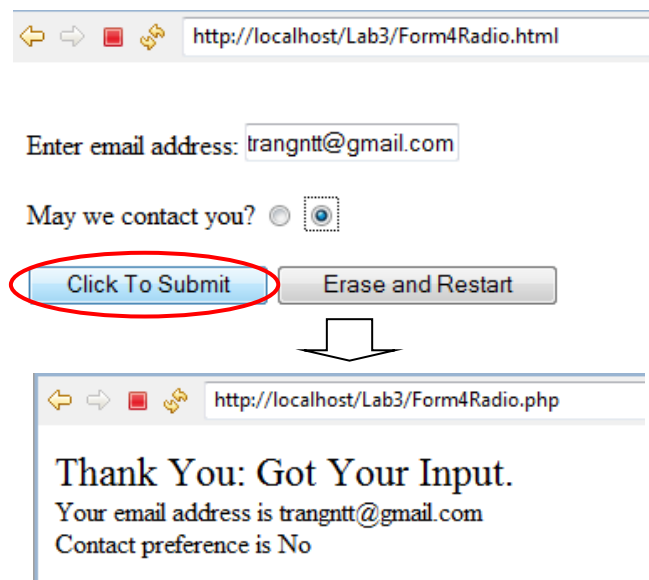 http://localhost/Lab3/Form4Radio.html
Enter email address: trangntt@gmail.com
May we contact you?
Click To Submit Erase and Restart
http://localhost/Lab3/Form4Radio.php
Thank You: Got Your Input.
Your email address is trangntt@gmail.com
Contact preference is No